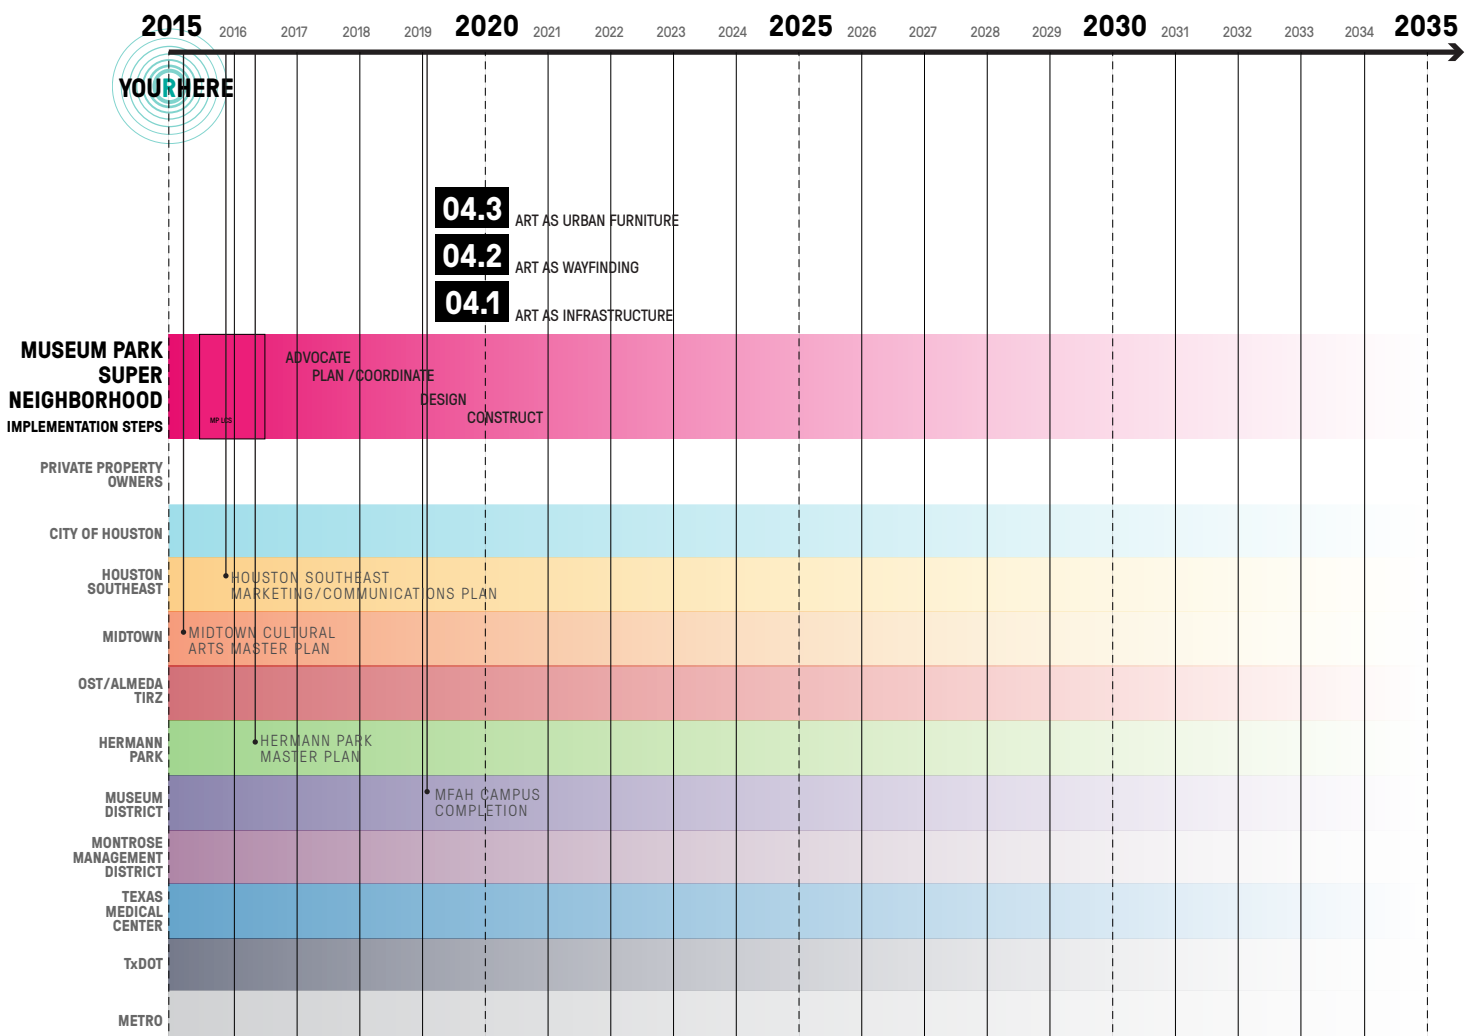 2015 2016 2017 2018 2019 2020 2021 2022 2023 2024 2025 2026 2027 2028 2029 2030 2031 2032 2033 2034 2035
YOURHERE
04.3 ART AS URBAN FURNITURE
04.2 ART AS WAYFINDING
04.1 ART AS INFRASTRUCTURE
MUSEUM PARK
SUPER
NEIGHBORHOOD
IMPLEMENTATION STEPS
ADVOCATE
PLAN /COORDINATE
DESIGN
CONSTRUCT
MP LCS
PRIVATE PROPERTY
OWNERS
CITY OF HOUSTON
HOUSTON
SOUTHEAST
HOUSTON SOUTHEAST
MARKETING/COMMUNICATIONS PLAN
MIDTOWN
MIDTOWN CULTURAL
ARTS MASTER PLAN
OST/ALMEDA
TIRZ
HERMANN
PARK
HERMANN PARK
MASTER PLAN
MUSEUM
DISTRICT
MFAH CAMPUS
COMPLETION
MONTROSE
MANAGEMENT
DISTRICT
TEXAS
MEDICAL
CENTER
TxDOT
METRO